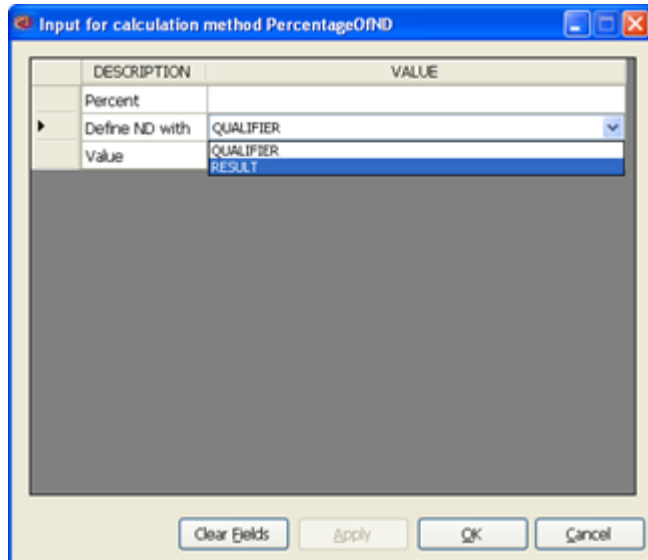 Input for calculation method PercentageOfND
DESCRIPTION VALUE
Percent
Define ND with QUALIFIER
Value QUALIFIER
RESULT
Clear Fields Apply OK Cancel